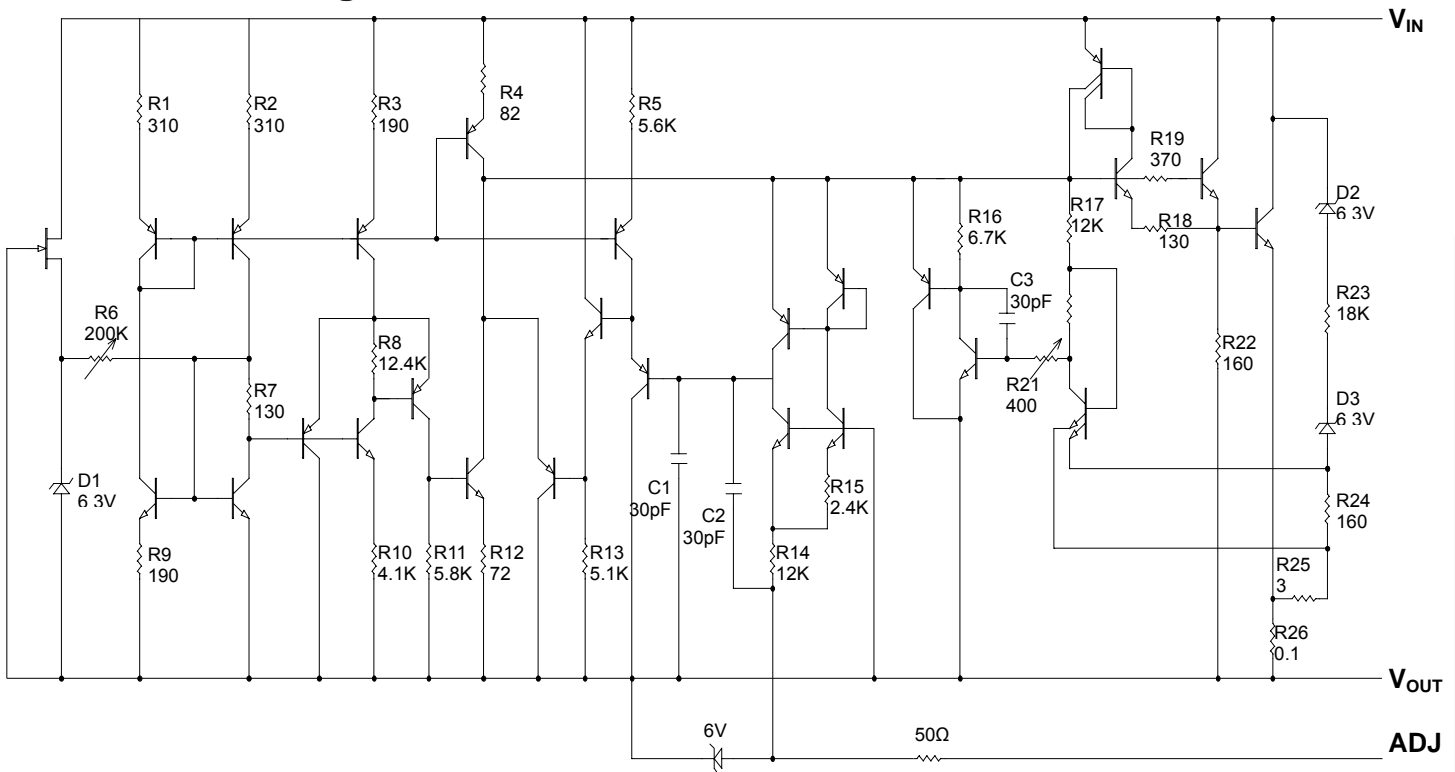 V_IN
R1
310
R2
310
R3
190
R4
82
R5
5.6K
R19
370
R17
12K
R18
130
D2
6.3V
R16
6.7K
C3
30pF
R6
200K
R8
12.4K
R7
130
R21
400
R22
160
R23
18K
D3
6.3V
D1
6.3V
C1
30pF
C2
30pF
R15
2.4K
R24
160
R9
190
R10
4.1K
R11
5.8K
R12
72
R13
5.1K
R14
12K
R25
3
R26
0.1
V_OUT
6V
50Ω
ADJ